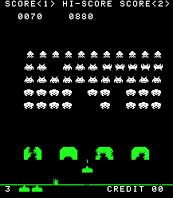 SCORE<1> HI-SCORE SCORE<2>
0070 0880
3 CREDIT 00